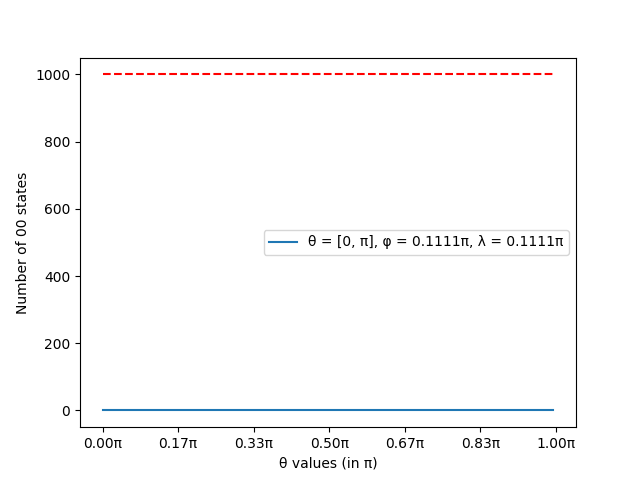 Number of 00 states
1000
800
600
400
200
0
θ = [0, π], φ = 0.1111π, λ = 0.1111π
0.00π 0.17π 0.33π 0.50π 0.67π 0.83π 1.00π
θ values (in π)